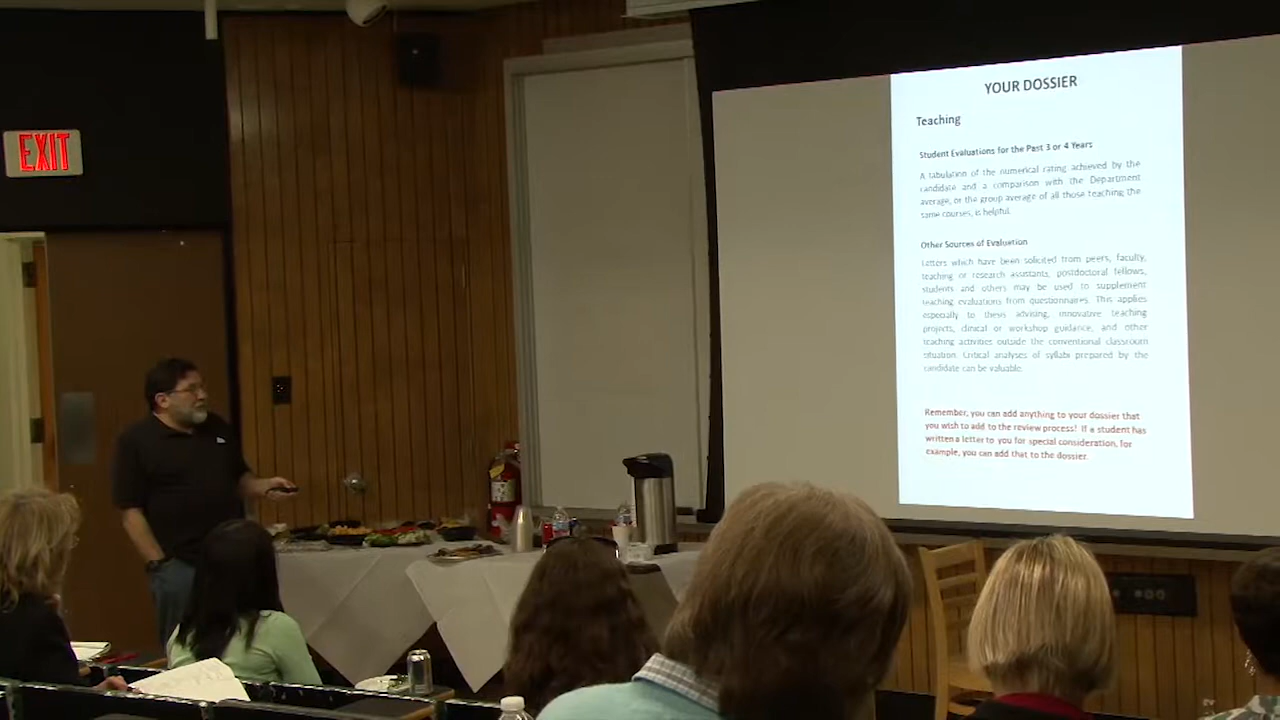 EXIT
YOUR DOSSIER
Teaching
Student Evaluations for the Past 3 or 4 Years
A tabulation of the numerical rating achieved by the
candidate and a comparison with the Department
average, or the group average of all those teaching the
same courses, is helpful.
Other Sources of Evaluation
Letters which have been solicited from peers, faculty,
teaching or research assistants, postdoctoral fellows,
students and others may be used to supplement
teaching evaluations from questionnaires. This applies
especially to thesis advising, innovative teaching
projects, clinical or workshop guidance, and other
teaching activities outside the conventional classroom
situation. Critical analyses of syllabi prepared by the
candidate can be valuable.
Remember, you can add anything to your dossier that
you wish to add to the review process! If a student has
written a letter to you for special consideration, for
example, you can add that to the dossier.